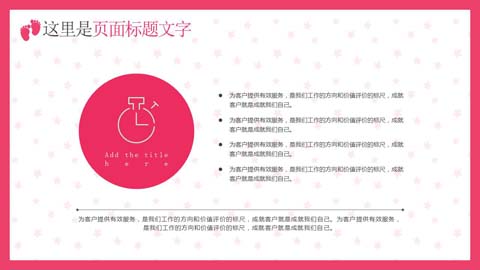 这里是页面标题文字
为客户提供有效服务，是我们工作的方向和价值评价的标尺，成就
客户就是成就我们自己。
为客户提供有效服务，是我们工作的方向和价值评价的标尺，成就
客户就是成就我们自己。
为客户提供有效服务，是我们工作的方向和价值评价的标尺，成就
客户就是成就我们自己。
为客户提供有效服务，是我们工作的方向和价值评价的标尺，成就
客户就是成就我们自己。
Add the title
here
为客户提供有效服务，是我们工作的方向和价值评价的标尺，成就客户就是成就我们自己。为客户提供有效服务，
是我们工作的方向和价值评价的标尺，成就客户就是成就我们自己。